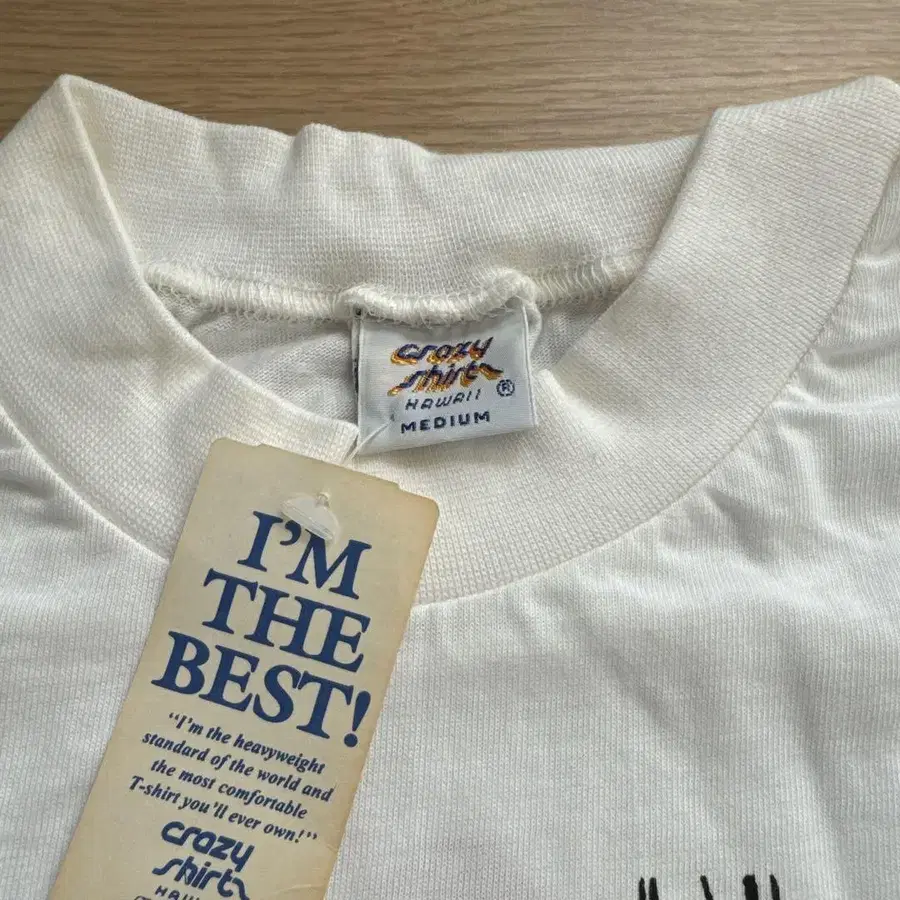 crazy
shirts
HAWAII ®
MEDIUM
I'M
THE
BEST!
"I'm the heavyweight
standard of the world and
the most comfortable
T-shirt you'll ever own!"
crazy
shirts